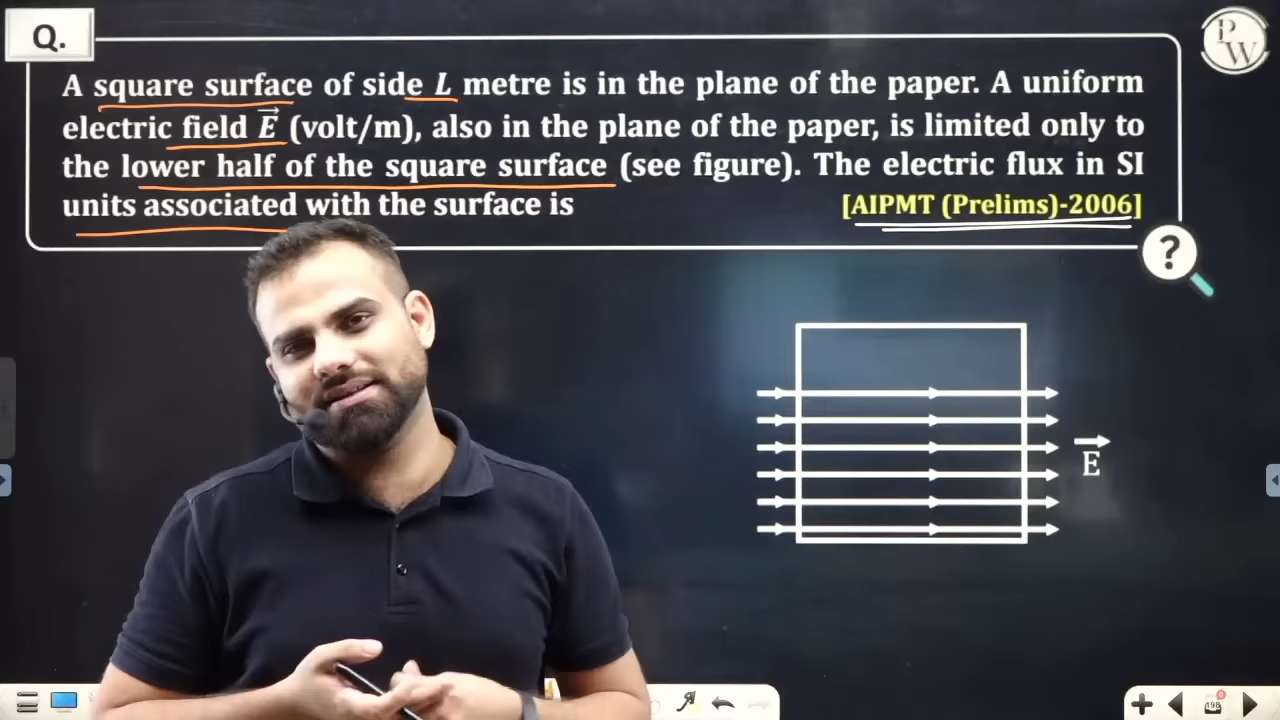 Q.
P
W
A square surface of side L metre is in the plane of the paper. A uniform
electric field E (volt/m), also in the plane of the paper, is limited only to
the lower half of the square surface (see figure). The electric flux in SI
units associated with the surface is [AIPMT (Prelims)-2006]
?
E
198